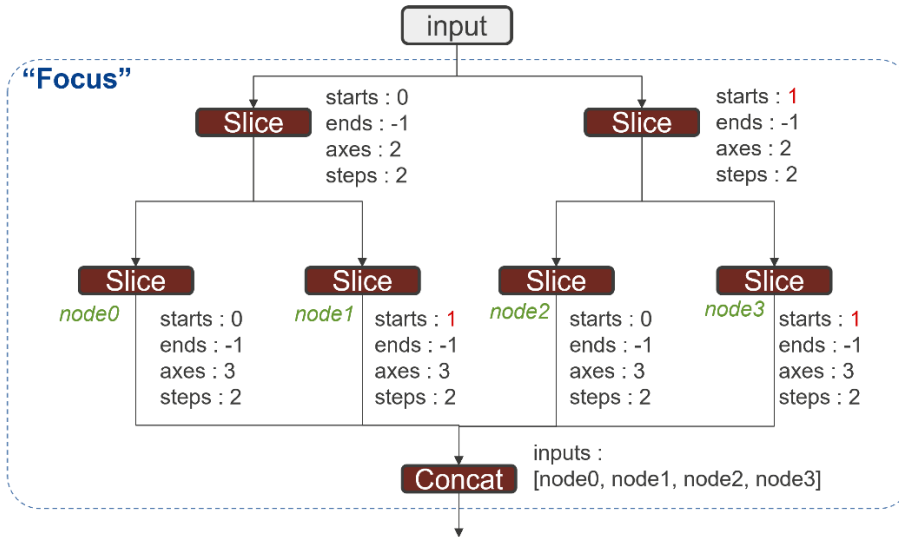 input
“Focus”
Slice
starts : 0
ends : -1
axes : 2
steps : 2
Slice
starts : 1
ends : -1
axes : 2
steps : 2
Slice
node0
starts : 0
ends : -1
axes : 3
steps : 2
Slice
node1
starts : 1
ends : -1
axes : 3
steps : 2
Slice
node2
starts : 0
ends : -1
axes : 3
steps : 2
Slice
node3
starts : 1
ends : -1
axes : 3
steps : 2
Concat
inputs :
[node0, node1, node2, node3]